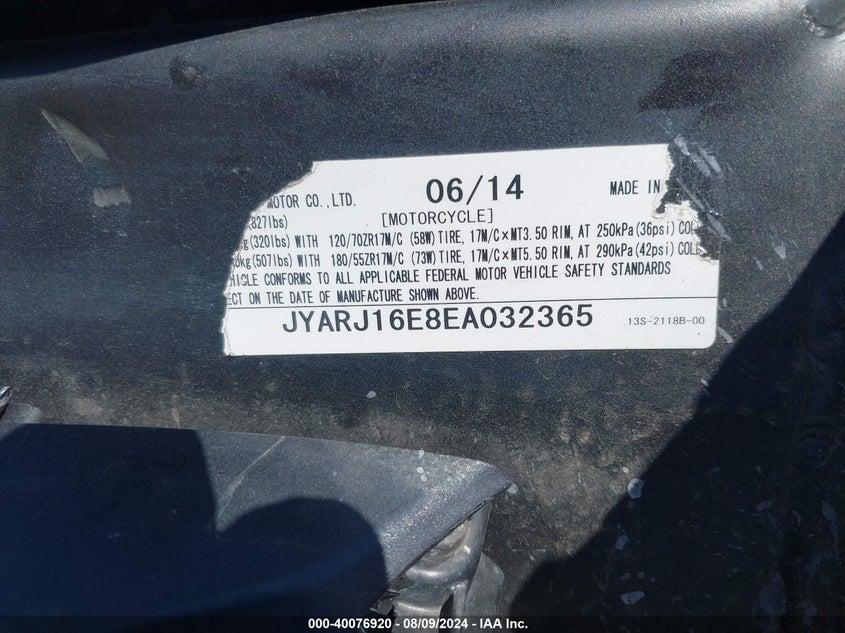 MOTOR CO.,LTD. 06/14 MADE IN
827lbs) [MOTORCYCLE]
kg(320lbs) WITH 120/70ZR17M/C (58W) TIRE, 17M/C×MT3.50 RIM, AT 250kPa(36psi) COL
0kg(507lbs) WITH 180/55ZR17M/C (73W) TIRE, 17M/C×MT5.50 RIM, AT 290kPa(42psi) COL
HICLE CONFORMS TO ALL APPLICABLE FEDERAL MOTOR VEHICLE SAFETY STANDARDS
ECT ON THE DATE OF MANUFACTURE SHOWN ABOVE.
JYARJ16E8EA032365 13S-2118B-00
000-40076920 - 08/09/2024 - IAA Inc.